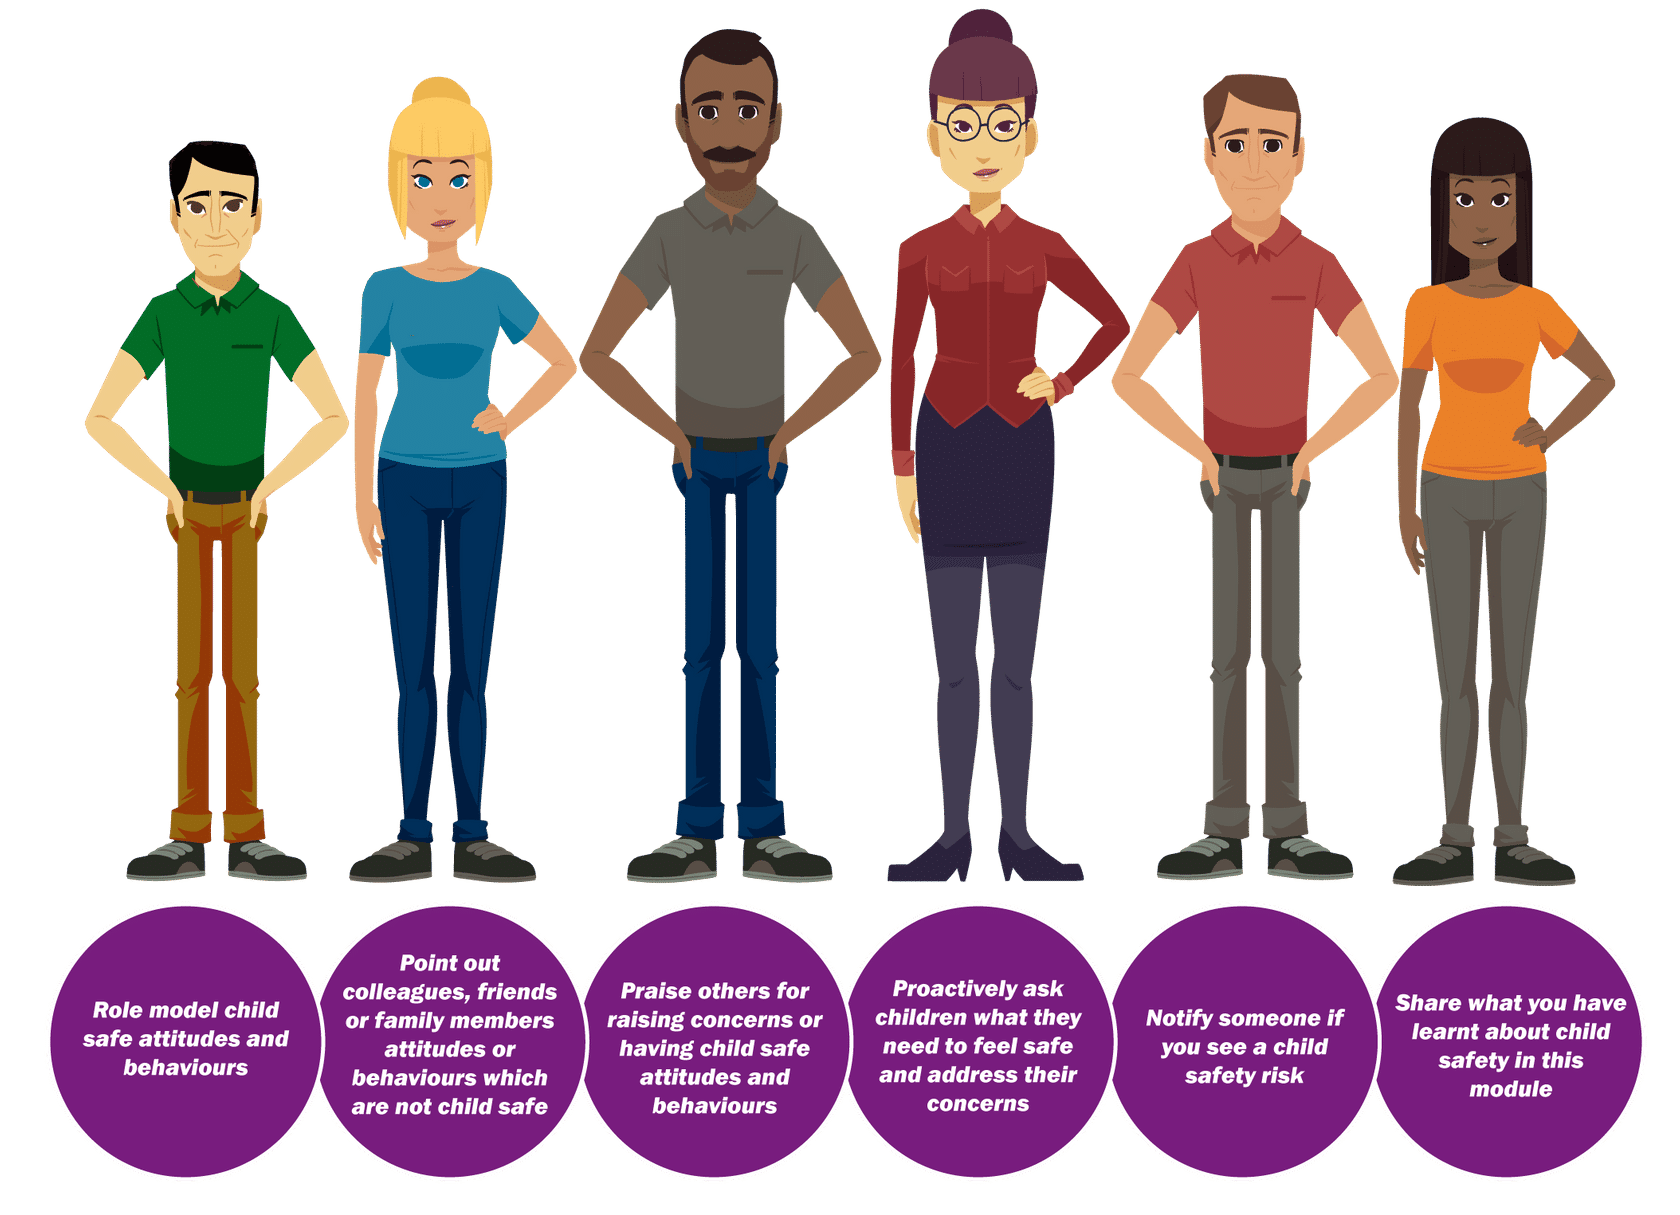 Role model child
safe attitudes and
behaviours
Point out
colleagues, friends
or family members
attitudes or
behaviours which
are not child safe
Praise others for
raising concerns or
having child safe
attitudes and
behaviours
Proactively ask
children what they
need to feel safe
and address their
concerns
Notify someone if
you see a child
safety risk
Share what you have
learnt about child
safety in this
module